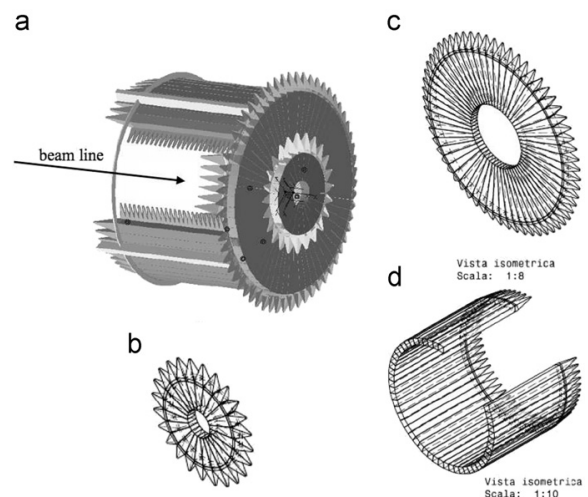 a
c
beam line
Vista isometrica
Scala: 1:8
b
d
Vista isometrica
Scala: 1:10